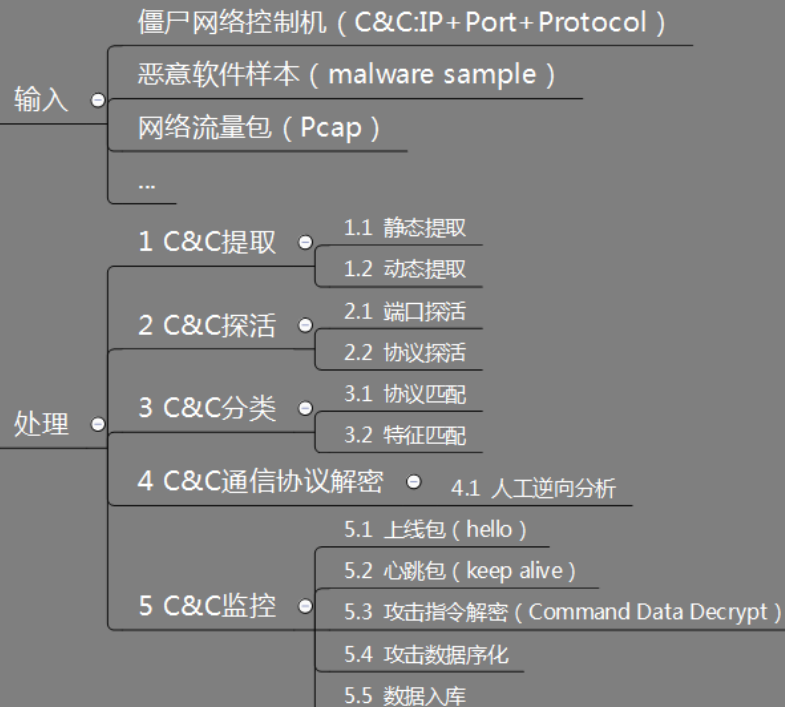 输入
僵尸网络控制机（C&C:IP+Port+Protocol）
恶意软件样本（malware sample）
网络流量包（Pcap）
...
处理
1 C&C提取
1.1 静态提取
1.2 动态提取
2 C&C探活
2.1 端口探活
2.2 协议探活
3 C&C分类
3.1 协议匹配
3.2 特征匹配
4 C&C通信协议解密
4.1 人工逆向分析
5 C&C监控
5.1 上线包（hello）
5.2 心跳包（keep alive）
5.3 攻击指令解密（Command Data Decrypt）
5.4 攻击数据序化
5.5 数据入库